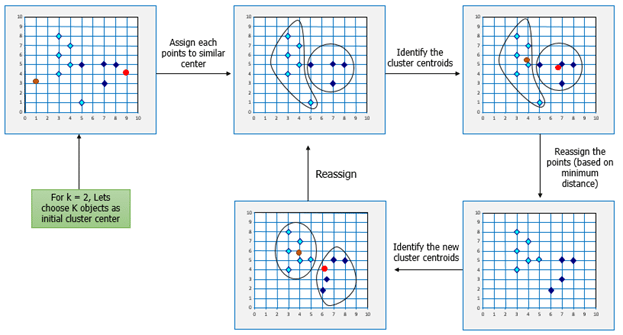 10
9
8
7
6
5
4
3
2
1
0
0 1 2 3 4 5 6 7 8 9 10
Assign each
points to similar
center
10
9
8
7
6
5
4
3
2
1
0
0 1 2 3 4 5 6 7 8 9 10
Identify the
cluster centroids
10
9
8
7
6
5
4
3
2
1
0
0 1 2 3 4 5 6 7 8 9 10
For k = 2, Lets
choose K objects as
initial cluster center
Reassign
Reassign the
points (based on
minimum
distance)
10
9
8
7
6
5
4
3
2
1
0
0 1 2 3 4 5 6 7 8 9 10
Identify the new
cluster centroids
10
9
8
7
6
5
4
3
2
1
0
0 1 2 3 4 5 6 7 8 9 10